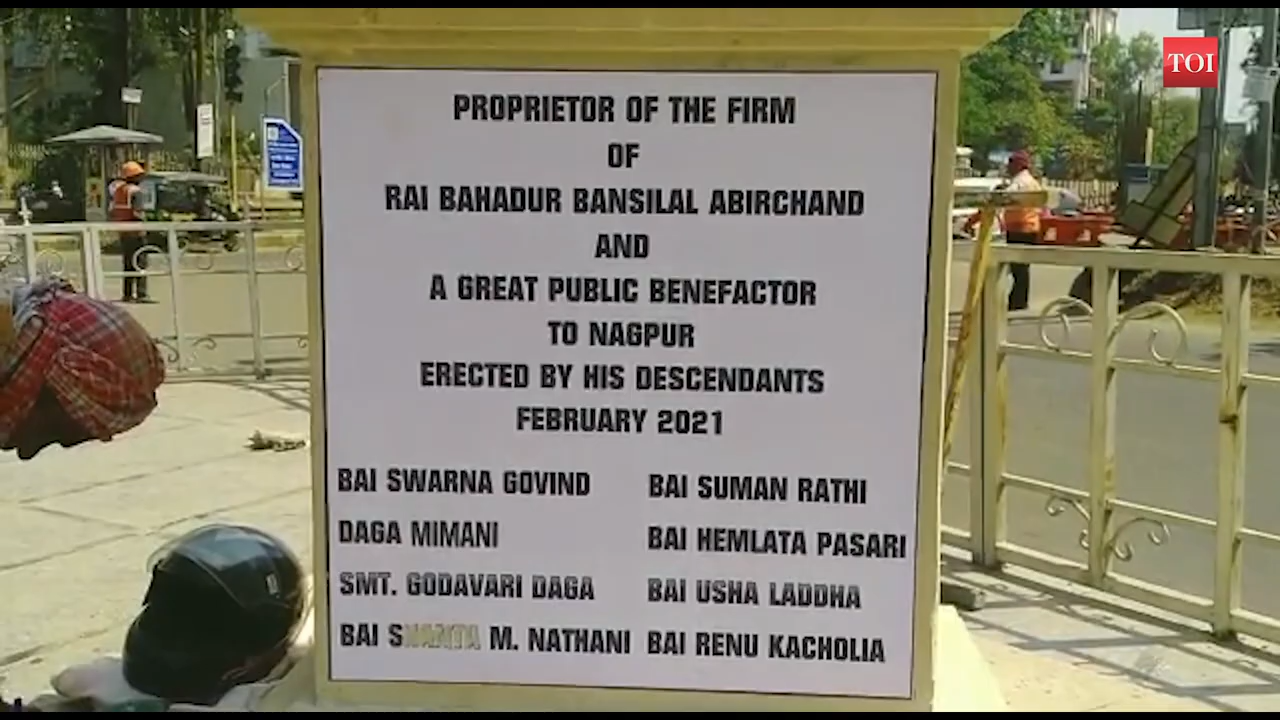 TOI
PROPRIETOR OF THE FIRM
OF
RAI BAHADUR BANSILAL ABIRCHAND
AND
A GREAT PUBLIC BENEFACTOR
TO NAGPUR
ERECTED BY HIS DESCENDANTS
FEBRUARY 2021
BAI SWARNA GOVIND BAI SUMAN RATHI
DAGA MIMANI BAI HEMLATA PASARI
SMT. GODAVARI DAGA BAI USHA LADDHA
BAI SHANTA M. NATHANI BAI RENU KACHOLIA